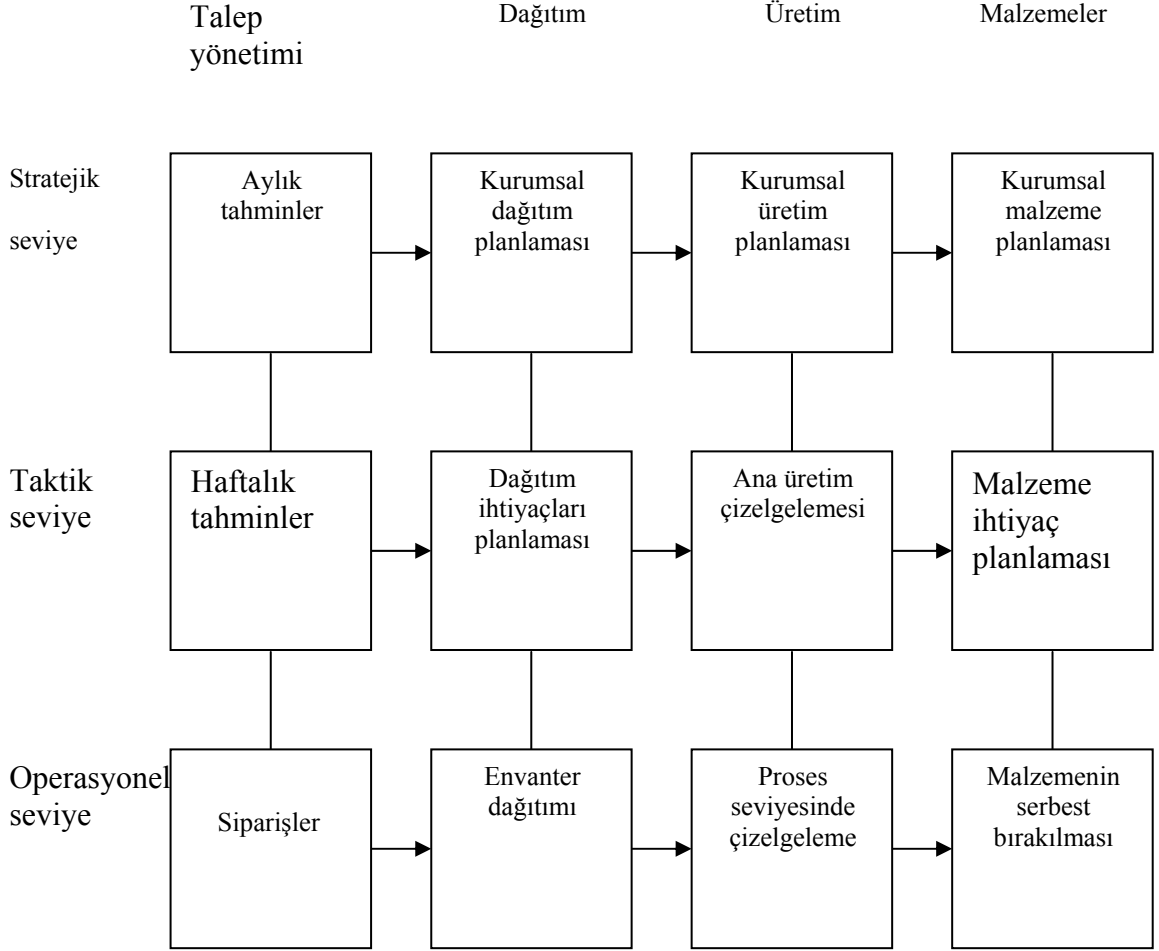 Talep
yönetimi
Dağıtım
Üretim
Malzemeler
Stratejik
seviye
Aylık
tahminler
Kurumsal
dağıtım
planlaması
Kurumsal
üretim
planlaması
Kurumsal
malzeme
planlaması
Taktik
seviye
Haftalık
tahminler
Dağıtım
ihtiyaçları
planlaması
Ana üretim
çizelgelemesi
Malzeme
ihtiyaç
planlaması
Operasyonel
seviye
Siparişler
Envanter
dağıtımı
Proses
seviyesinde
çizelgeleme
Malzemenin
serbest
bırakılması